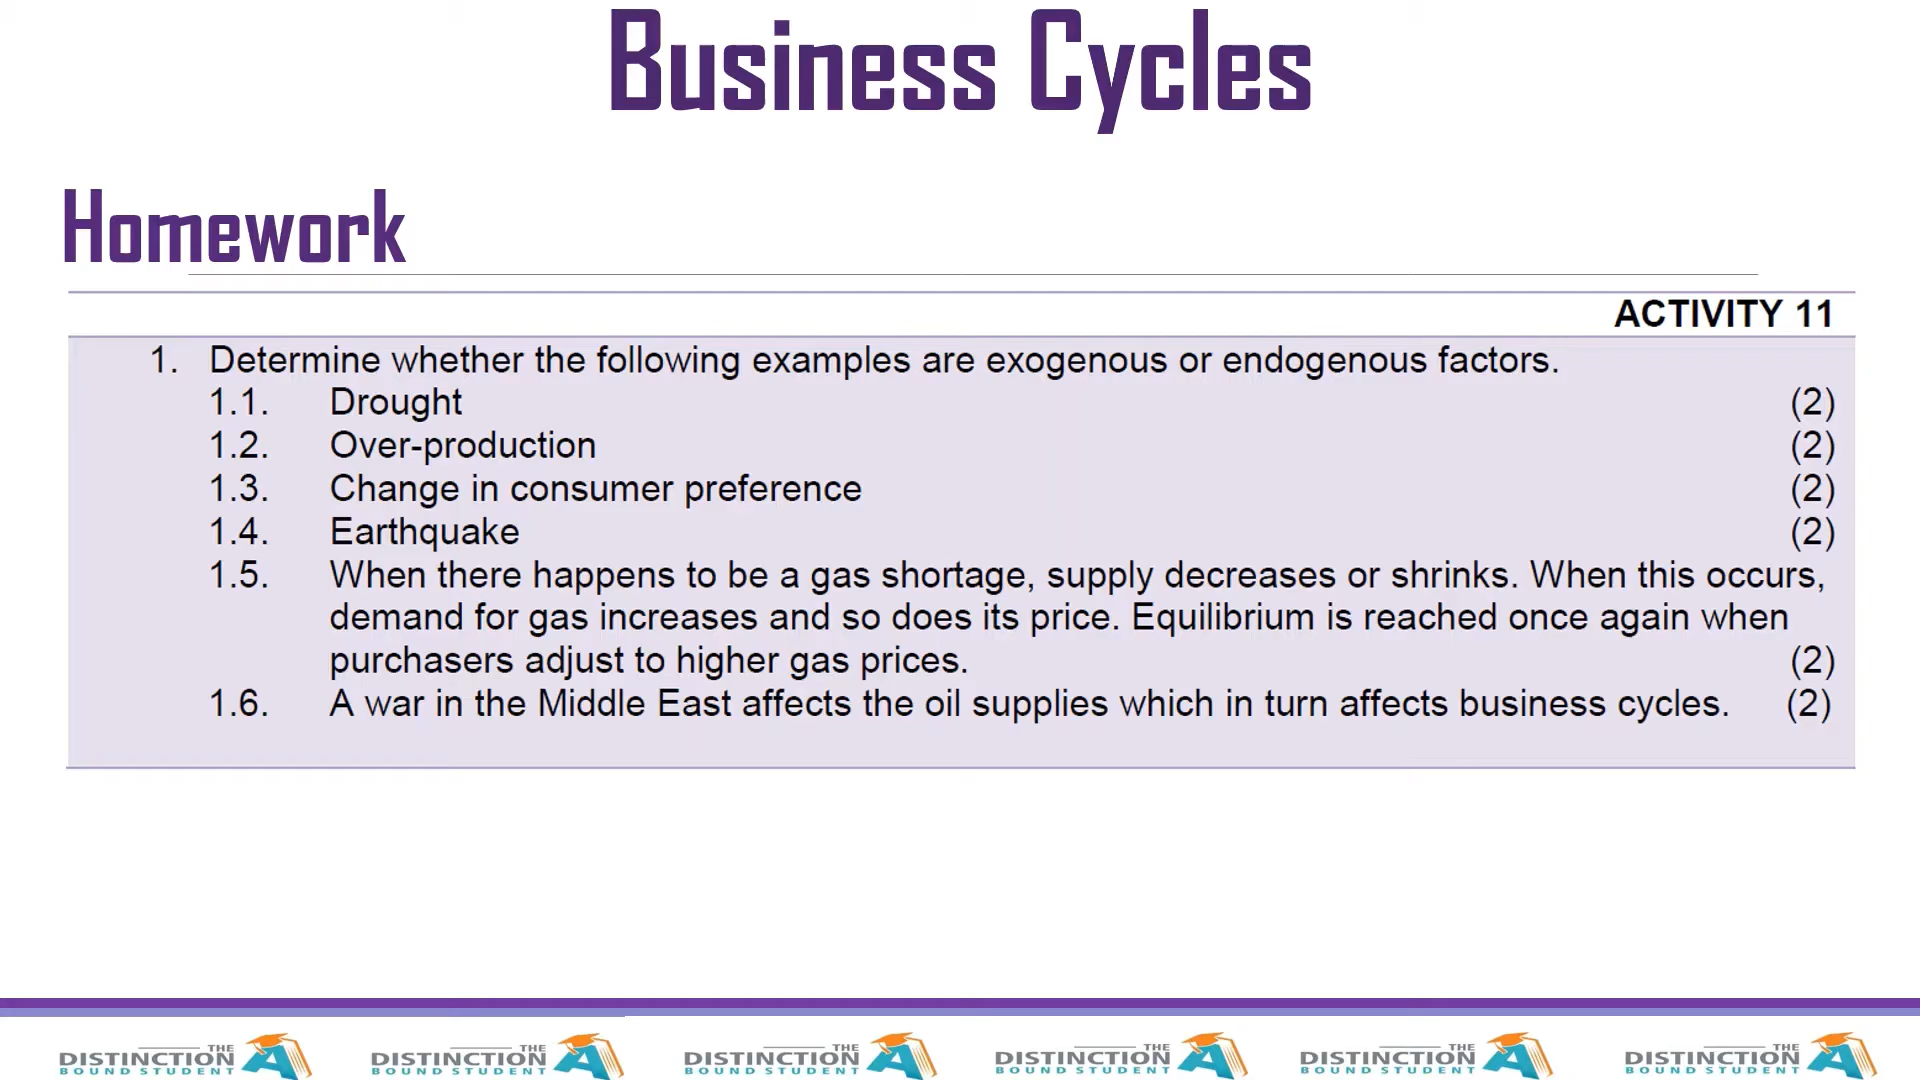 Business Cycles
Homework
ACTIVITY 11
1. Determine whether the following examples are exogenous or endogenous factors.
1.1. Drought (2)
1.2. Over-production (2)
1.3. Change in consumer preference (2)
1.4. Earthquake (2)
1.5. When there happens to be a gas shortage, supply decreases or shrinks. When this occurs,
demand for gas increases and so does its price. Equilibrium is reached once again when
purchasers adjust to higher gas prices. (2)
1.6. A war in the Middle East affects the oil supplies which in turn affects business cycles. (2)
THE THE THE THE THE THE
DISTINCTION DISTINCTION DISTINCTION DISTINCTION DISTINCTION DISTINCTION
BOUND STUDENT BOUND STUDENT BOUND STUDENT BOUND STUDENT BOUND STUDENT BOUND STUDENT